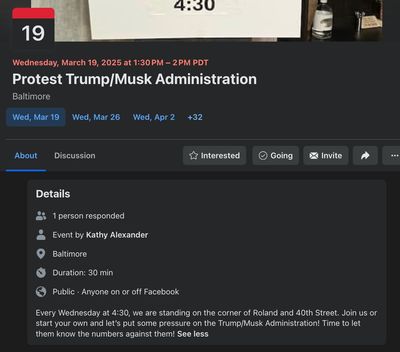 4:30
19
Wednesday, March 19, 2025 at 1:30 PM – 2 PM PDT
Protest Trump/Musk Administration
Baltimore
Wed, Mar 19 Wed, Mar 26 Wed, Apr 2 +32
About Discussion Interested Going Invite
Details
1 person responded
Event by Kathy Alexander
Baltimore
Duration: 30 min
Public · Anyone on or off Facebook
Every Wednesday at 4:30, we are standing on the corner of Roland and 40th Street. Join us or
start your own and let's put some pressure on the Trump/Musk Administration! Time to let
them know the numbers against them! See less